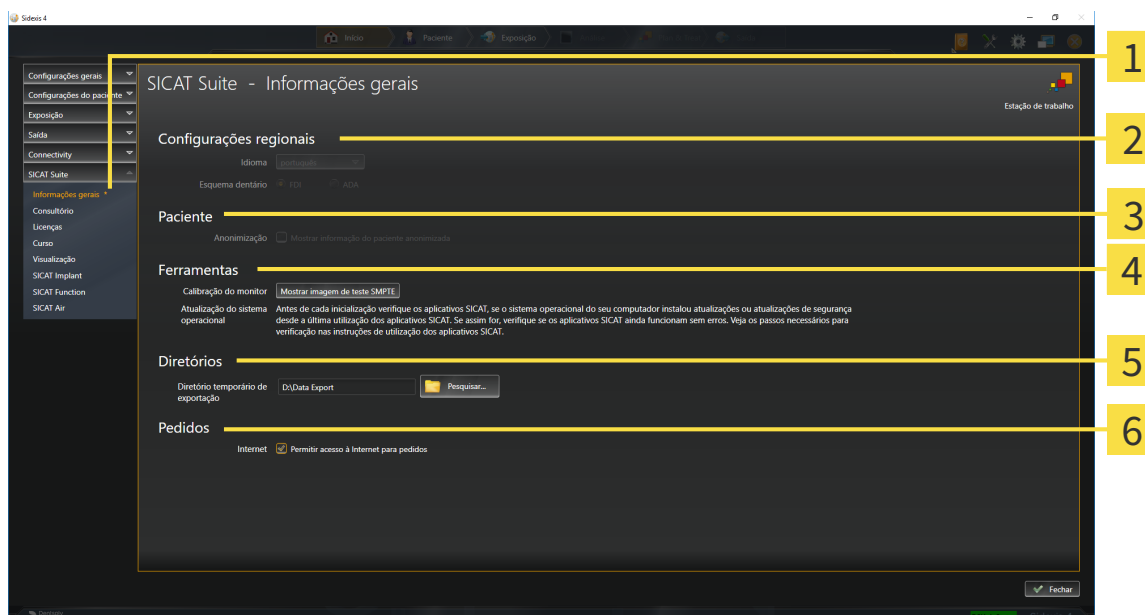 Sidexis 4
Início
Paciente
Exposição
Configurações gerais
Configurações do paciente
Exposição
Saída
Connectivity
SICAT Suite
Informações gerais *
Consultório
Licenças
Curso
Visualização
SICAT Implant
SICAT Function
SICAT Air
SICAT Suite - Informações gerais
Estação de trabalho
Configurações regionais
Idioma português
Esquema dentário FDI ADA
Paciente
Anonimização Mostrar informação do paciente anonimizada
Ferramentas
Calibração do monitor Mostrar imagem de teste SMPTE
Atualização do sistema operacional
Antes de cada inicialização verifique os aplicativos SICAT, se o sistema operacional do seu computador instalou atualizações ou atualizações de segurança
desde a última utilização dos aplicativos SICAT. Se assim for, verifique se os aplicativos SICAT ainda funcionam sem erros. Veja os passos necessários para
verificação nas instruções de utilização dos aplicativos SICAT.
Diretórios
Diretório temporário de
exportação
D:\Data Export
Pesquisar...
Pedidos
Internet Permitir acesso à Internet para pedidos
Fechar
1
2
3
4
5
6